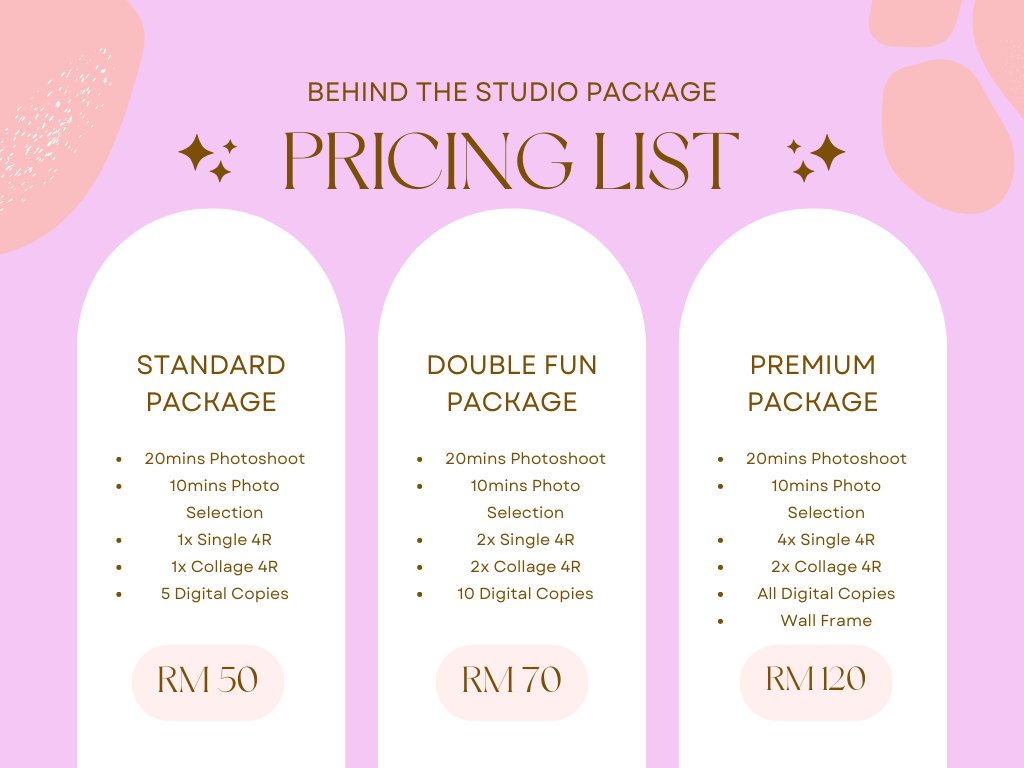 BEHIND THE STUDIO PACKAGE
PRICING LIST
STANDARD
PACKAGE
• 20mins Photoshoot
• 10mins Photo
Selection
• 1x Single 4R
• 1x Collage 4R
• 5 Digital Copies
RM 50
DOUBLE FUN
PACKAGE
• 20mins Photoshoot
• 10mins Photo
Selection
• 2x Single 4R
• 2x Collage 4R
• 10 Digital Copies
RM 70
PREMIUM
PACKAGE
• 20mins Photoshoot
• 10mins Photo
Selection
• 4x Single 4R
• 2x Collage 4R
• All Digital Copies
• Wall Frame
RM 120